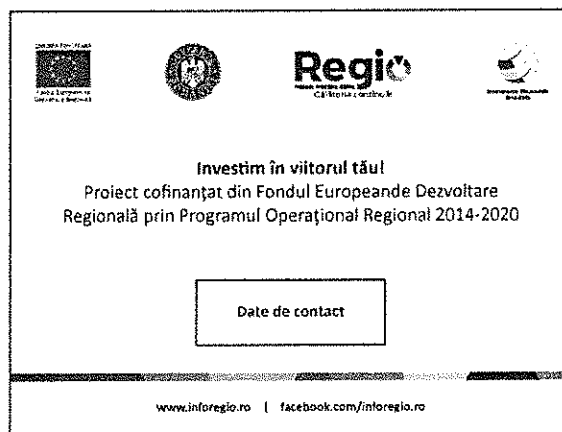 Regio
Investim în viitorul tău!
Proiect cofinanțat din Fondul Europeande Dezvoltare
Regională prin Programul Operațional Regional 2014-2020
Date de contact
www.inforegio.ro | facebook.com/inforegio.ro